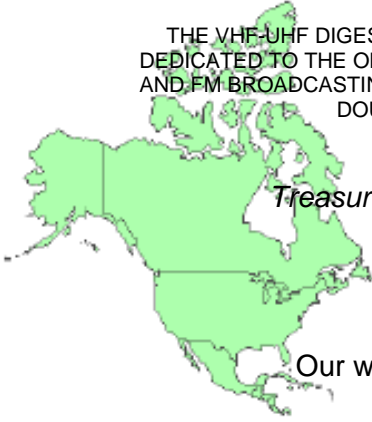 THE VHF-UHF DIGES
DEDICATED TO THE O
AND FM BROADCASTIN
DOU
Treasur
Our w